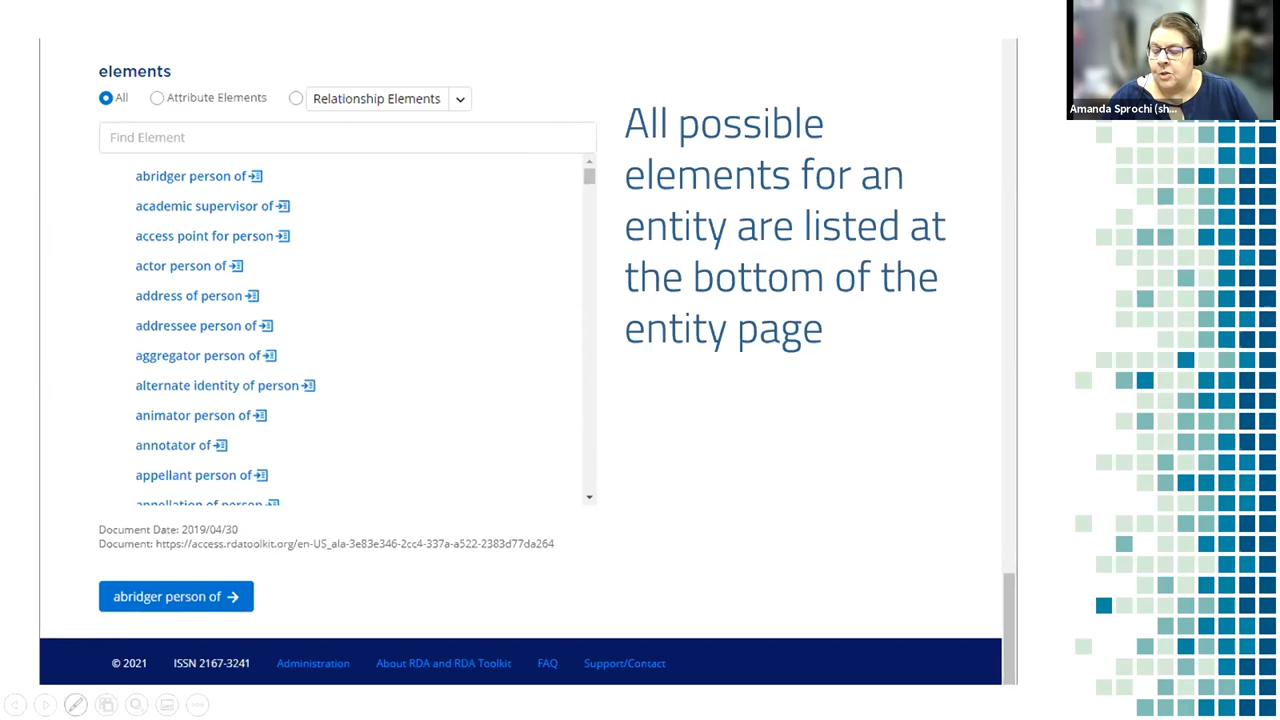 elements
All
Attribute Elements
Relationship Elements
Find Element
abridger person of
academic supervisor of
access point for person
actor person of
address of person
addressee person of
aggregator person of
alternate identity of person
animator person of
annotator of
appellant person of
appellation of person
Document Date: 2019/04/30
Document: https://access.rdatoolkit.org/en-US_ala-3e83e346-2cc4-337a-a522-2383d77da264
abridger person of
© 2021 ISSN 2167-3241 Administration About RDA and RDA Toolkit FAQ Support/Contact
All possible
elements for an
entity are listed at
the bottom of the
entity page
Amanda Sprochi (sh...